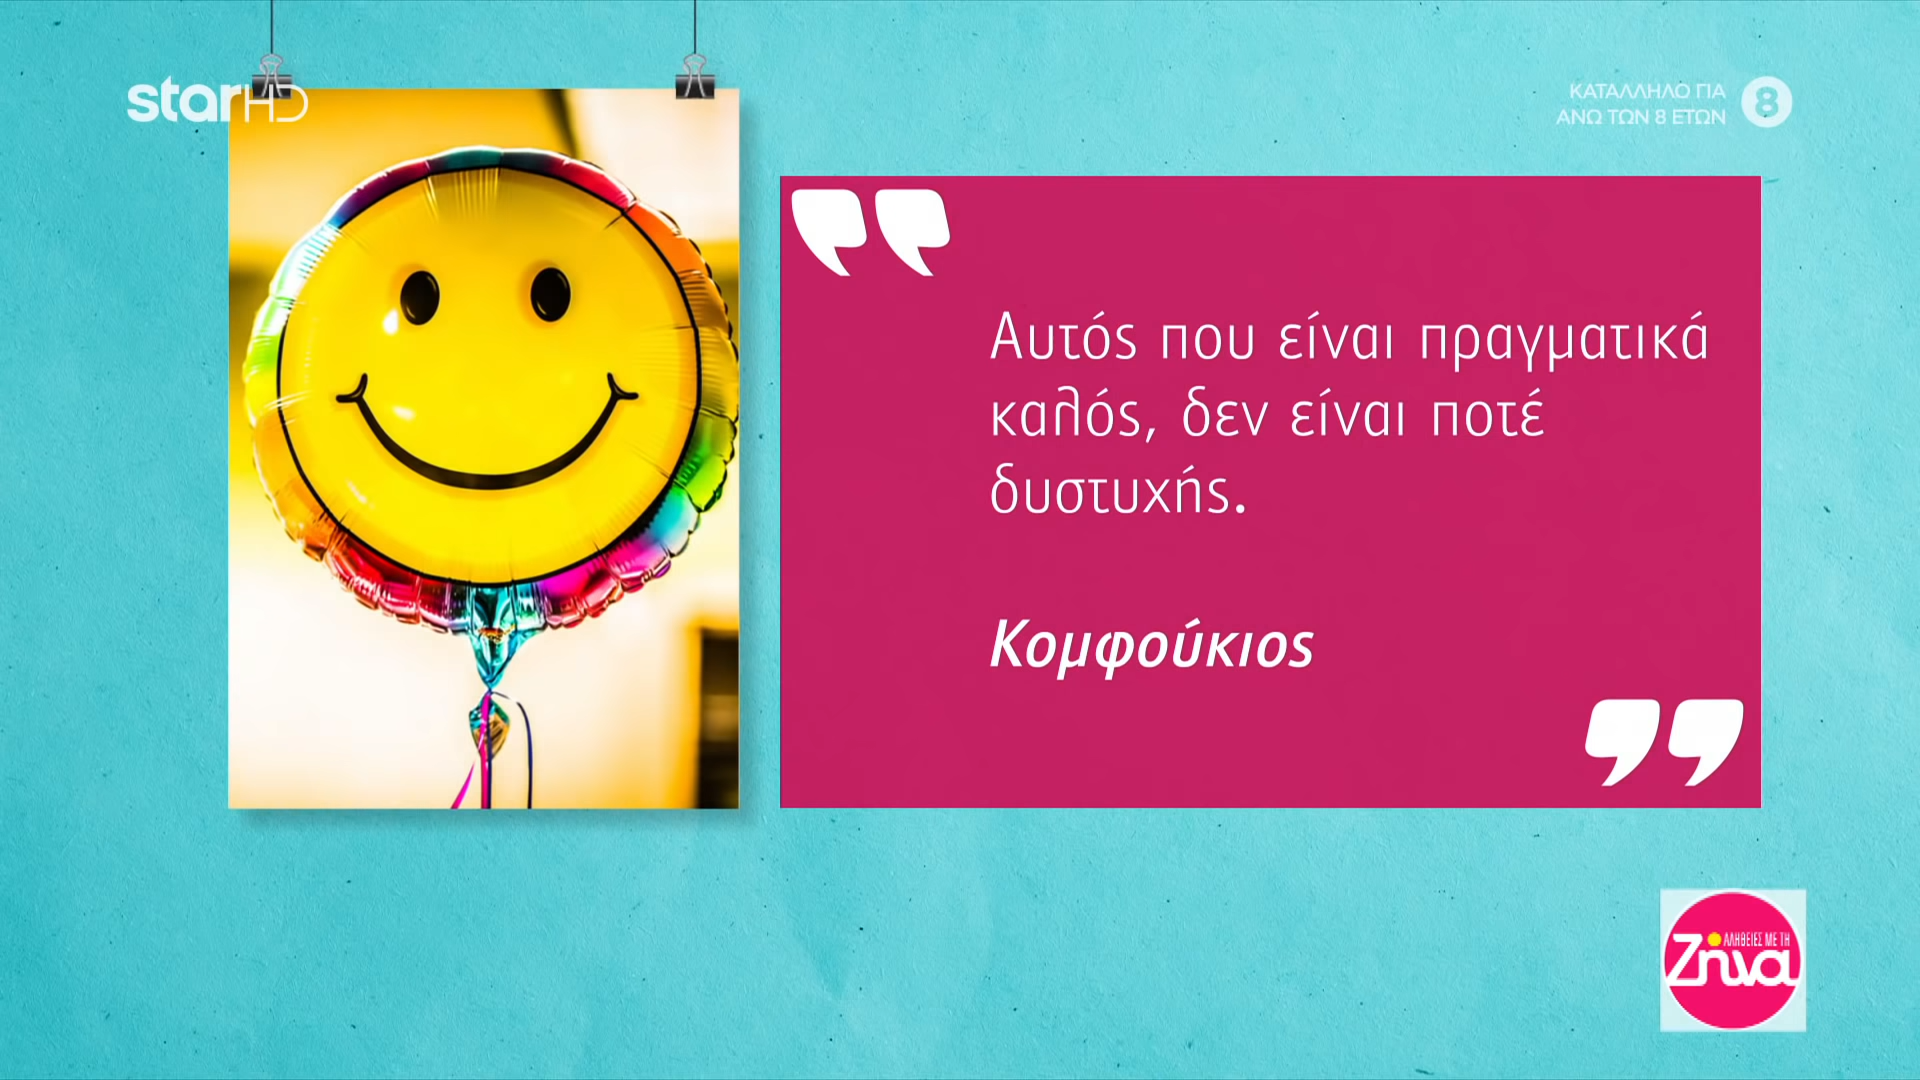 starHD
ΚΑΤΑΛΛΗΛΟ ΓΙΑ
ΑΝΩ ΤΩΝ 8 ΕΤΩΝ
8
Αυτός που είναι πραγματικά
καλός, δεν είναι ποτέ
δυστυχής.
Κομφούκιος
ΑΛΗΘΕΙΕΣ ΜΕ ΤΗ
Ζήνα